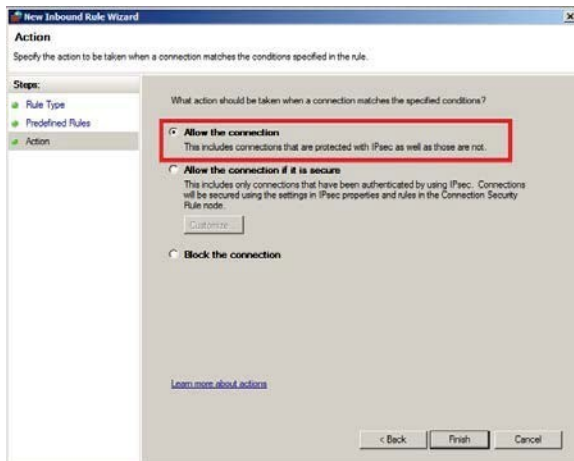 New Inbound Rule Wizard
Action
Specify the action to be taken when a connection matches the conditions specified in the rule.
Steps:
Rule Type
Predefined Rules
Action
What action should be taken when a connection matches the specified conditions?
Allow the connection
This includes connections that are protected with IPsec as well as those are not.
Allow the connection if it is secure
This includes only connections that have been authenticated by using IPsec. Connections
will be secured using the settings in IPsec properties and rules in the Connection Security
Rule node.
Customize...
Block the connection
Learn more about actions
< Back Finish Cancel